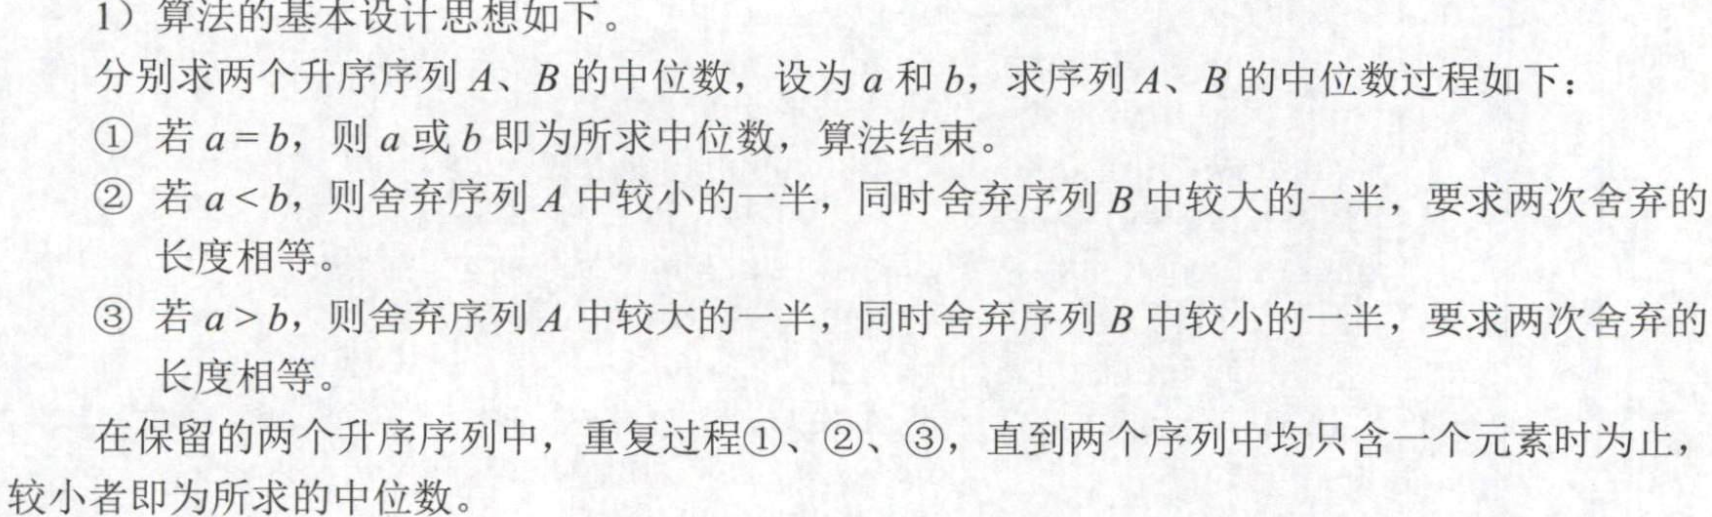 1）算法的基本设计思想如下。
分别求两个升序序列 A、B 的中位数，设为 a 和 b，求序列 A、B 的中位数过程如下：
① 若 a = b，则 a 或 b 即为所求中位数，算法结束。
② 若 a < b，则舍弃序列 A 中较小的一半，同时舍弃序列 B 中较大的一半，要求两次舍弃的
长度相等。
③ 若 a > b，则舍弃序列 A 中较大的一半，同时舍弃序列 B 中较小的一半，要求两次舍弃的
长度相等。
在保留的两个升序序列中，重复过程①、②、③，直到两个序列中均只含一个元素时为止，
较小者即为所求的中位数。